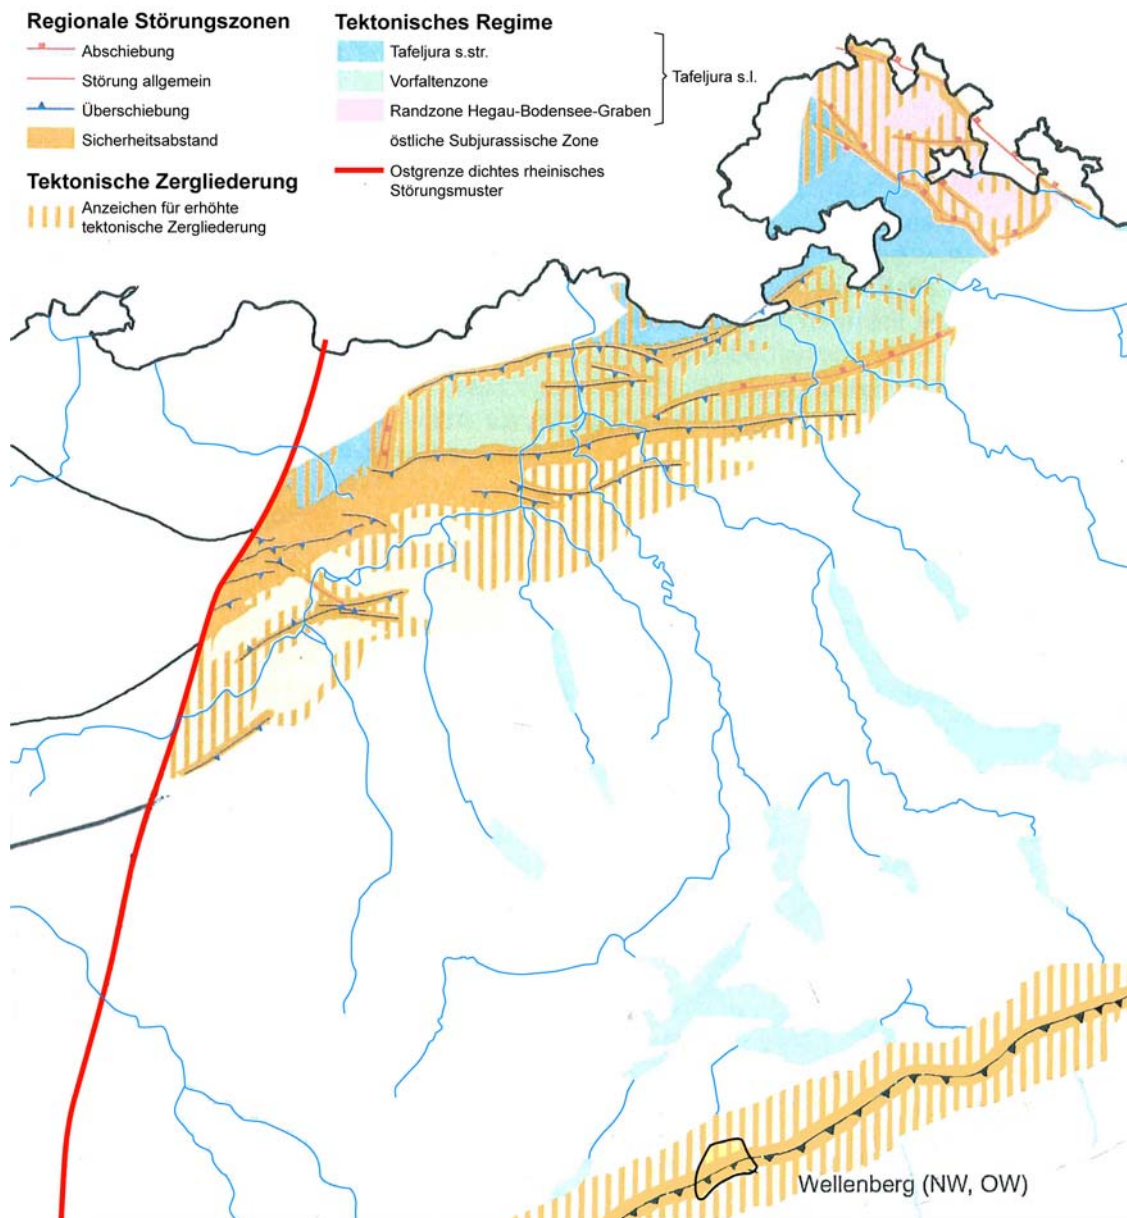 Regionale Störungszonen
Abschiebung
Störung allgemein
Überschiebung
Sicherheitsabstand
Tektonische Zergliederung
Anzeichen für erhöhte
tektonische Zergliederung
Tektonisches Regime
Tafeljura s.str.
Vorfaltenzone
Randzone Hegau-Bodensee-Graben
östliche Subjurassische Zone
Ostgrenze dichtes rheinisches
Störungsmuster
Tafeljura s.l.
Wellenberg (NW, OW)